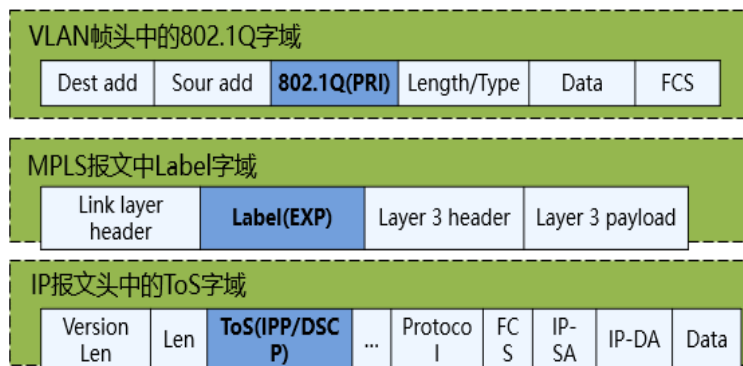 VLAN帧头中的802.1Q字域
Dest add Sour add 802.1Q(PRI) Length/Type Data FCS
MPLS报文中Label字域
Link layer header Label(EXP) Layer 3 header Layer 3 payload
IP报文头中的ToS字域
Version Len Len ToS(IPP/DSCP) ... Protocol FCS IP-SA IP-DA Data